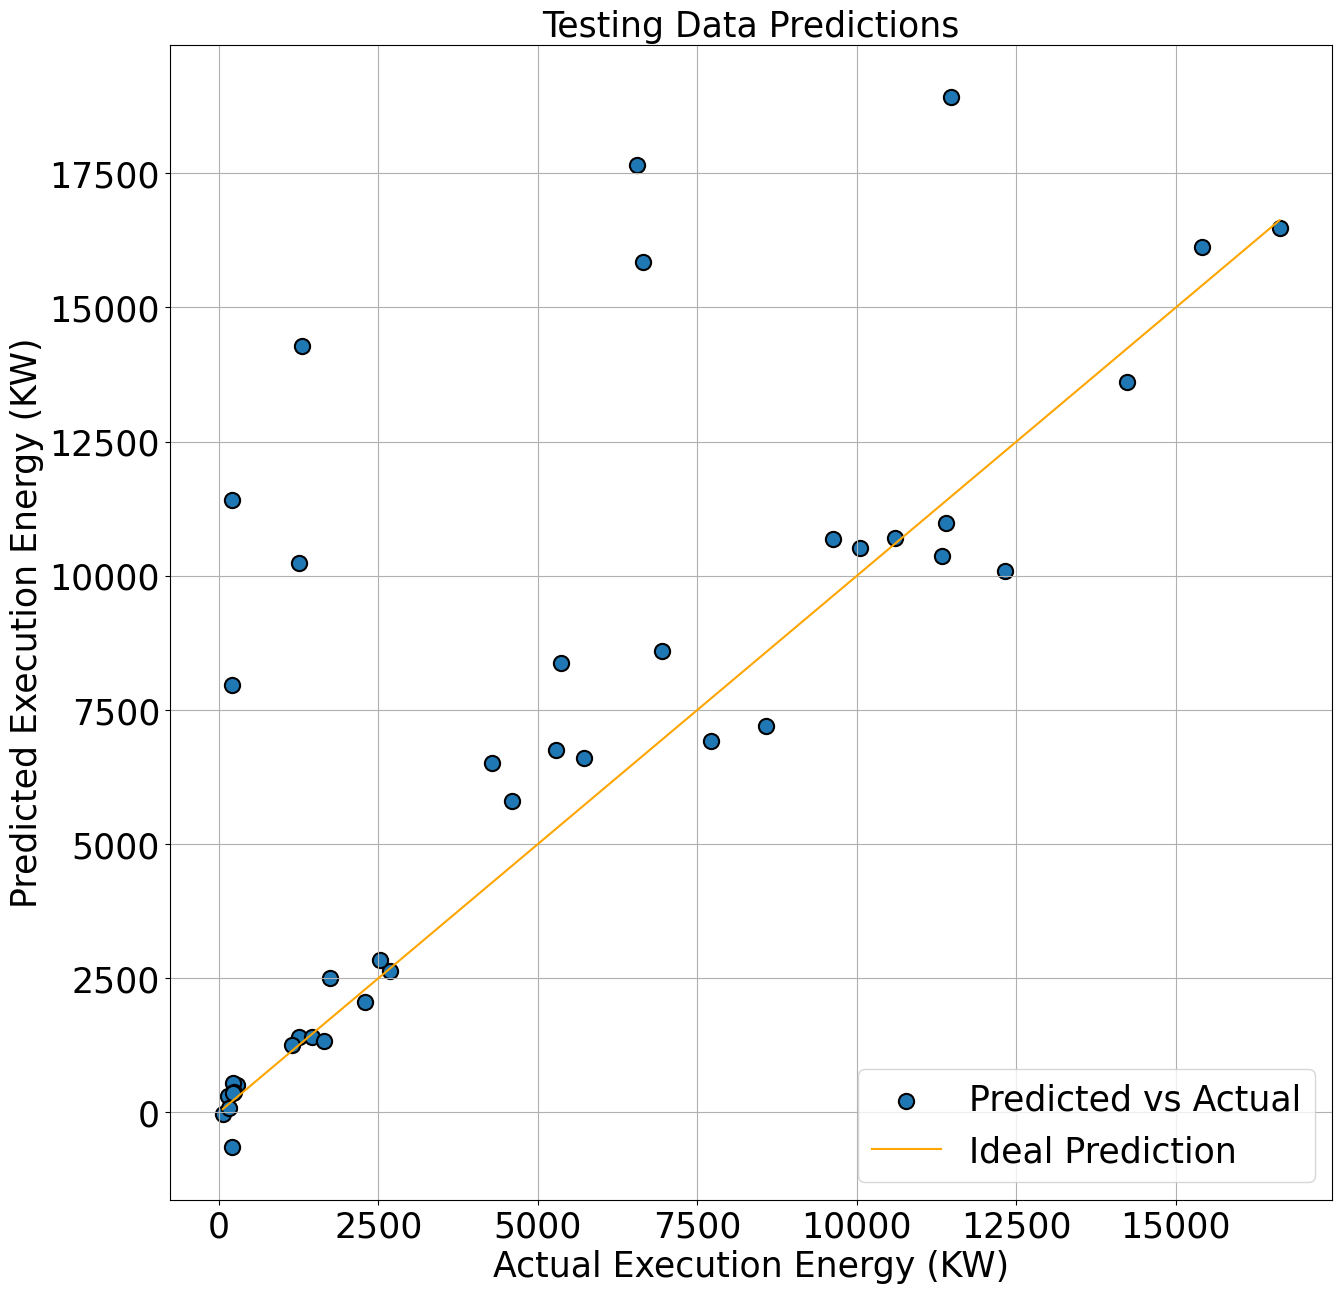 Testing Data Predictions
Predicted Execution Energy (KW)
17500
15000
12500
10000
7500
5000
2500
0
Predicted vs Actual
Ideal Prediction
0 2500 5000 7500 10000 12500 15000
Actual Execution Energy (KW)